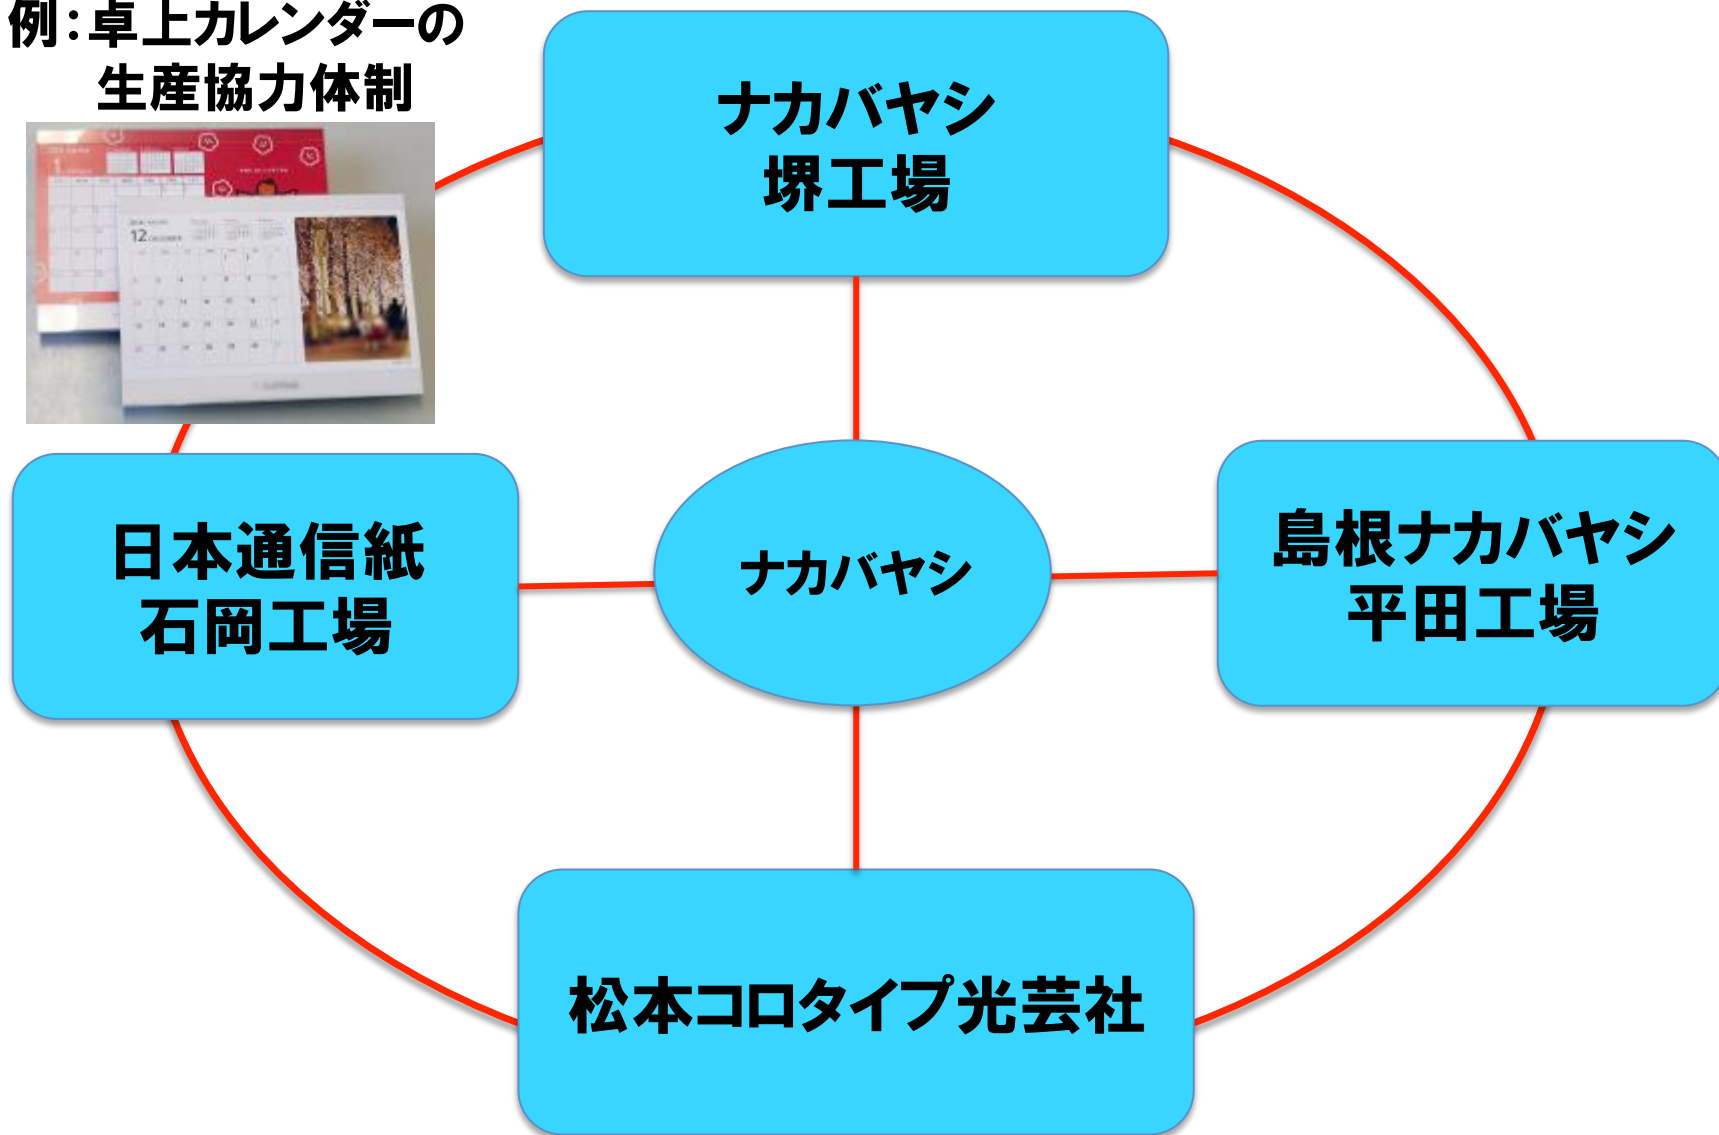 例：卓上カレンダーの
生産協力体制
ナカバヤシ
堺工場
12
日本通信紙
石岡工場
ナカバヤシ
島根ナカバヤシ
平田工場
松本コロタイプ光芸社